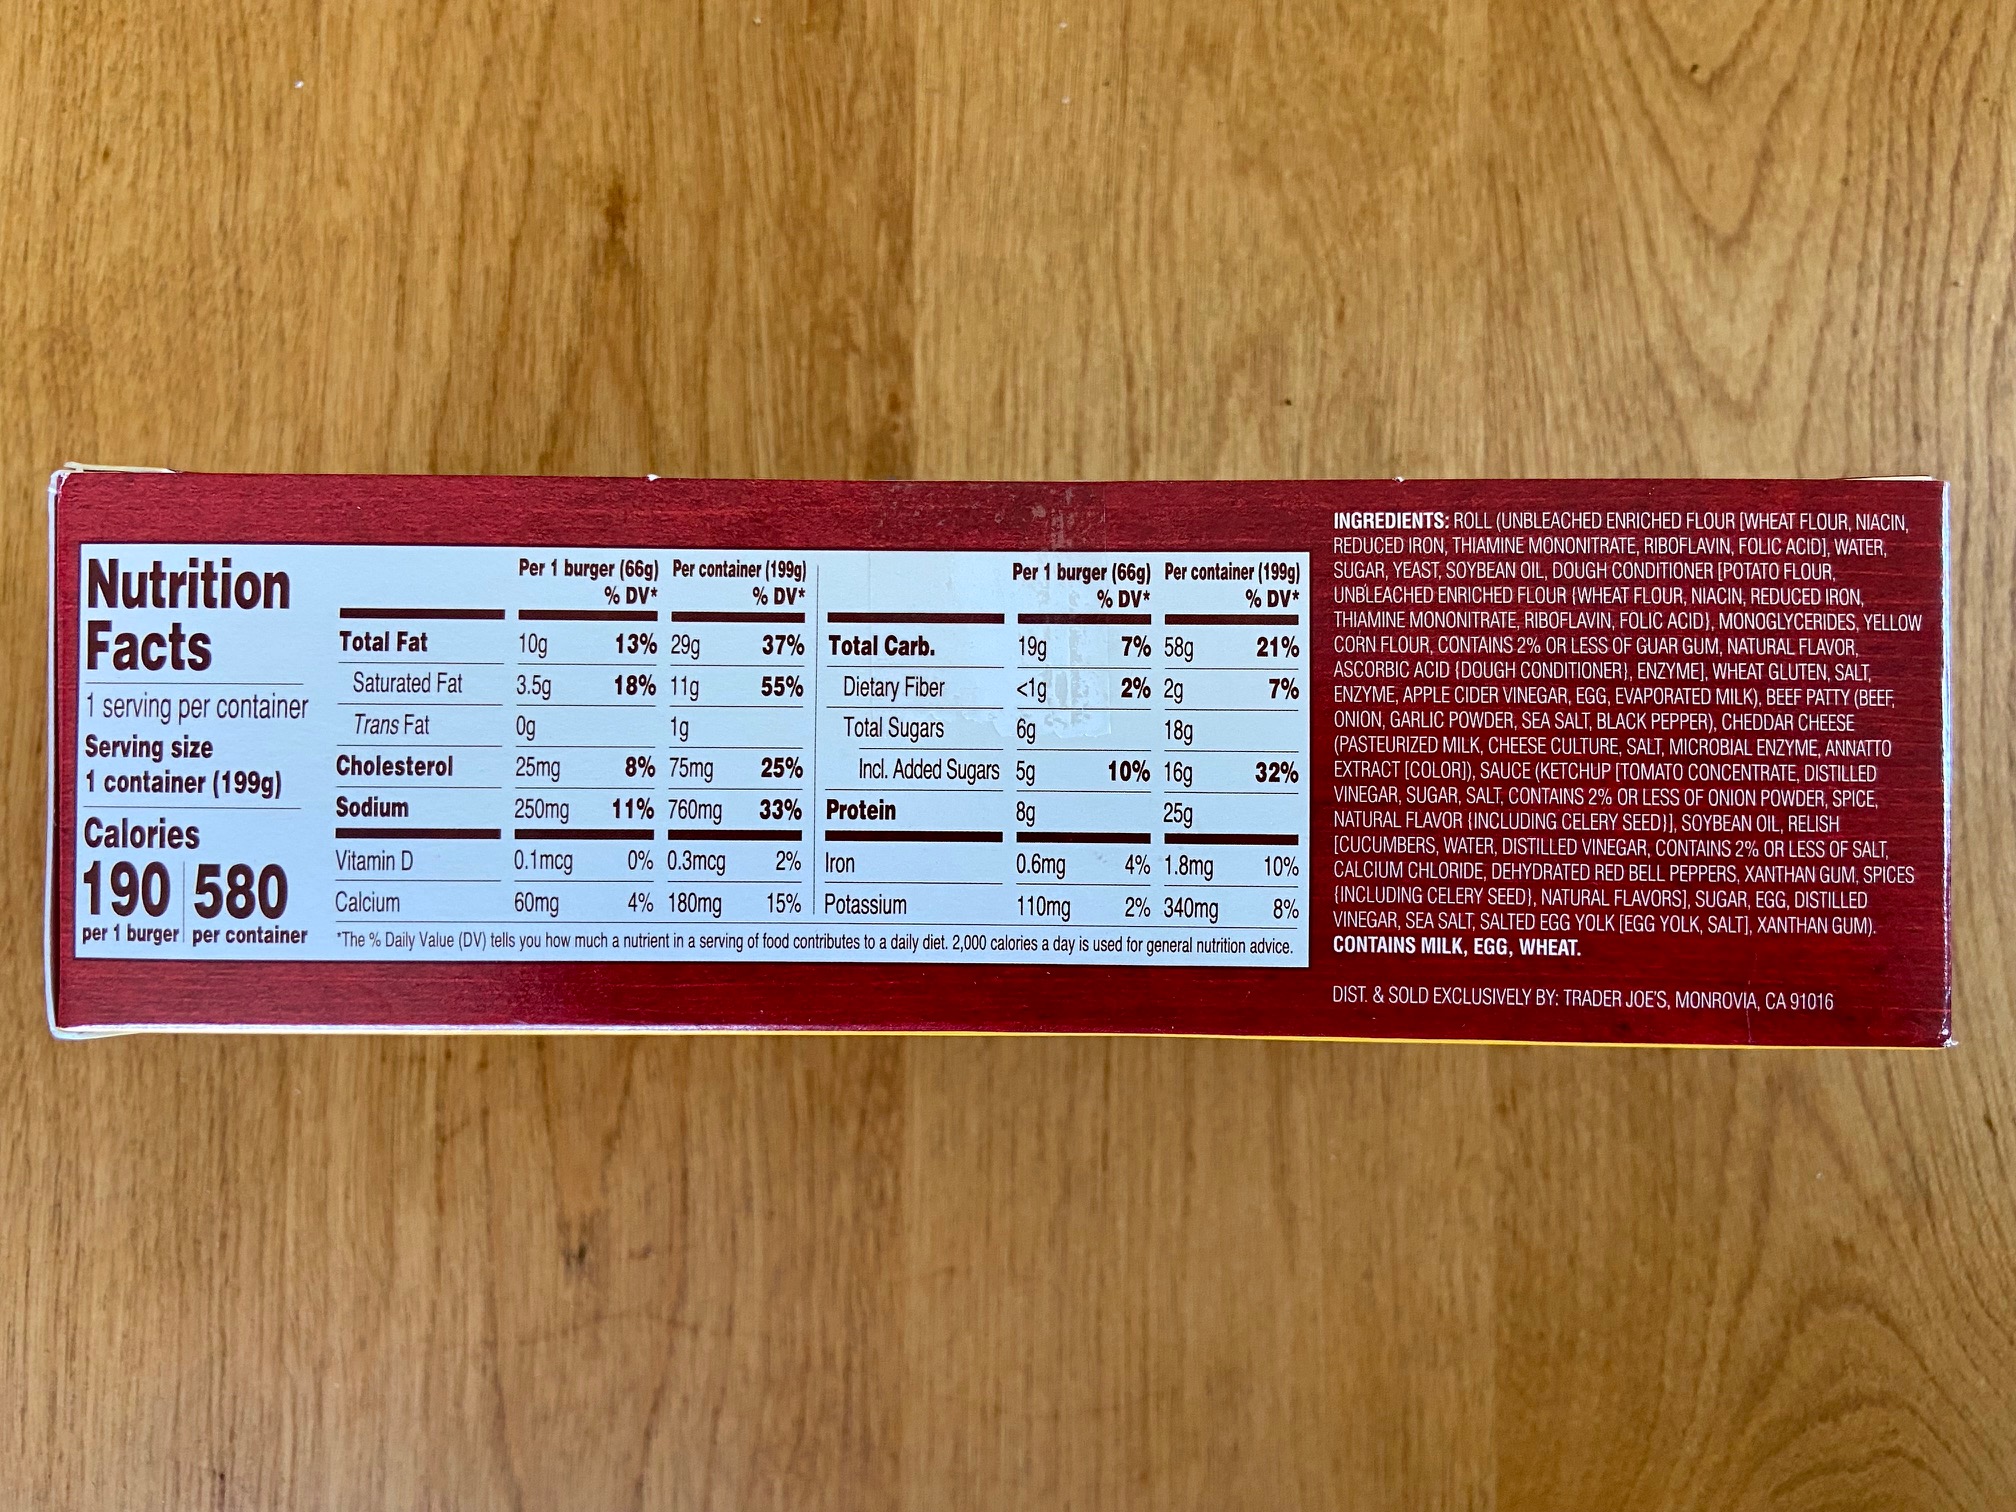 Nutrition
Facts
1 serving per container
Serving size
1 container (199g)
Calories
190 580
per 1 burger per container
Per 1 burger (66g) Per container (199g)
% DV* % DV*
Total Fat 10g 13% 29g 37%
Saturated Fat 3.5g 18% 11g 55%
Trans Fat 0g 1g
Cholesterol 25mg 8% 75mg 25%
Sodium 250mg 11% 760mg 33%
Vitamin D 0.1mcg 0% 0.3mcg 2%
Calcium 60mg 4% 180mg 15%
Per 1 burger (66g) Per container (199g)
% DV* % DV*
Total Carb. 19g 7% 58g 21%
Dietary Fiber <1g 2% 2g 7%
Total Sugars 6g 18g
Incl. Added Sugars 5g 10% 16g 32%
Protein 8g 25g
Iron 0.6mg 4% 1.8mg 10%
Potassium 110mg 2% 340mg 8%
*The % Daily Value (DV) tells you how much a nutrient in a serving of food contributes to a daily diet. 2,000 calories a day is used for general nutrition advice.
INGREDIENTS: ROLL (UNBLEACHED ENRICHED FLOUR [WHEAT FLOUR, NIACIN,
REDUCED IRON, THIAMINE MONONITRATE, RIBOFLAVIN, FOLIC ACID], WATER,
SUGAR, YEAST, SOYBEAN OIL, DOUGH CONDITIONER [POTATO FLOUR,
UNBLEACHED ENRICHED FLOUR {WHEAT FLOUR, NIACIN, REDUCED IRON,
THIAMINE MONONITRATE, RIBOFLAVIN, FOLIC ACID}, MONOGLYCERIDES, YELLOW
CORN FLOUR, CONTAINS 2% OR LESS OF GUAR GUM, NATURAL FLAVOR,
ASCORBIC ACID {DOUGH CONDITIONER}, ENZYME], WHEAT GLUTEN, SALT,
ENZYME, APPLE CIDER VINEGAR, EGG, EVAPORATED MILK), BEEF PATTY (BEEF,
ONION, GARLIC POWDER, SEA SALT, BLACK PEPPER), CHEDDAR CHEESE
(PASTEURIZED MILK, CHEESE CULTURE, SALT, MICROBIAL ENZYME, ANNATTO
EXTRACT [COLOR]), SAUCE (KETCHUP [TOMATO CONCENTRATE, DISTILLED
VINEGAR, SUGAR, SALT, CONTAINS 2% OR LESS OF ONION POWDER, SPICE,
NATURAL FLAVOR {INCLUDING CELERY SEED}], SOYBEAN OIL, RELISH
[CUCUMBERS, WATER, DISTILLED VINEGAR, CONTAINS 2% OR LESS OF SALT,
CALCIUM CHLORIDE, DEHYDRATED RED BELL PEPPERS, XANTHAN GUM, SPICES
{INCLUDING CELERY SEED}, NATURAL FLAVORS], SUGAR, EGG, DISTILLED
VINEGAR, SEA SALT, SALTED EGG YOLK [EGG YOLK, SALT], XANTHAN GUM).
CONTAINS MILK, EGG, WHEAT.
DIST. & SOLD EXCLUSIVELY BY: TRADER JOE'S, MONROVIA, CA 91016